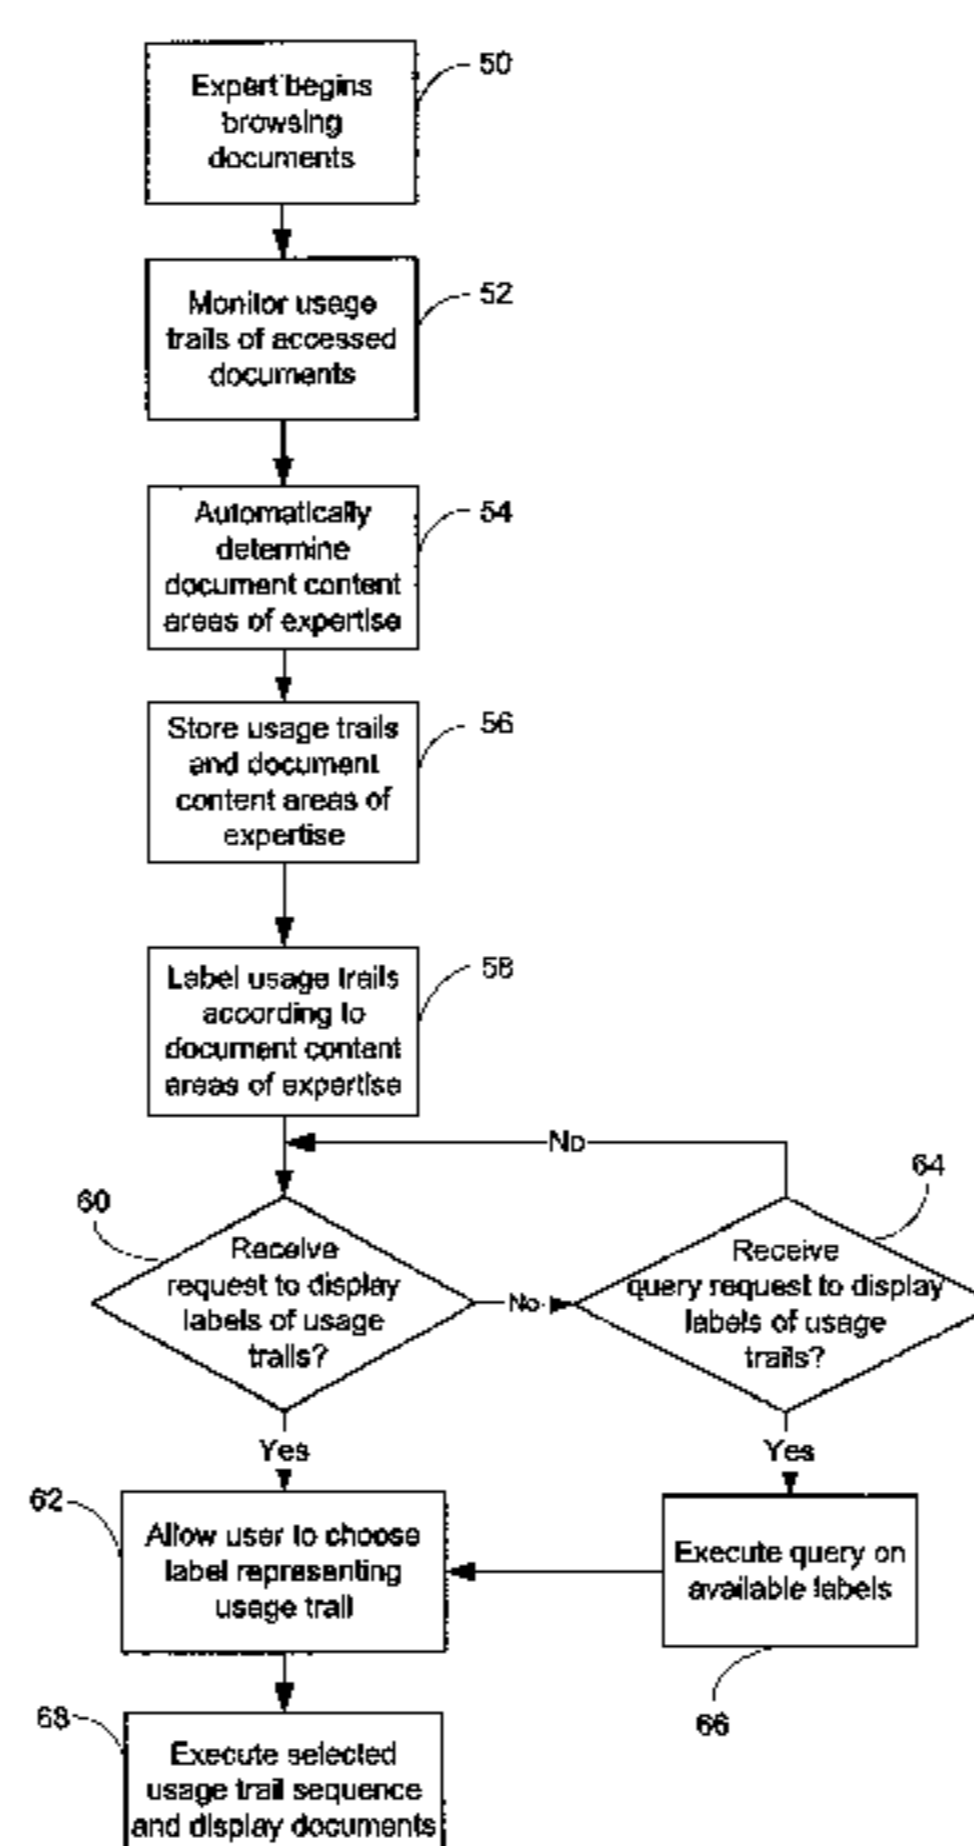 Expert begins
browsing
documents
50
Monitor usage
trails of accessed
documents
52
Automatically
determine
document content
areas of expertise
54
Store usage trails
and document
content areas of
expertise
56
Label usage trails
according to
document content
areas of expertise
58
No
60
Receive
request to display
labels of usage
trails?
No
64
Receive
query request to display
labels of usage
trails?
Yes
Yes
62
Allow user to choose
label representing
usage trail
Execute query on
available labels
66
68
Execute selected
usage trail sequence
and display documents